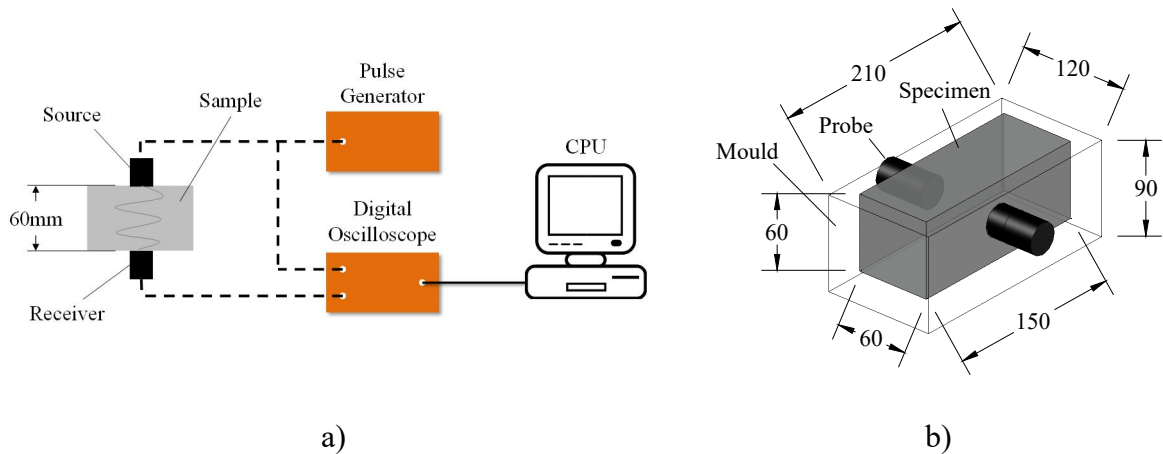 Pulse
Generator
Sample
Source
CPU
60mm
Digital
Oscilloscope
Receiver
a)
210
120
Specimen
Probe
Mould
60
90
60
150
b)